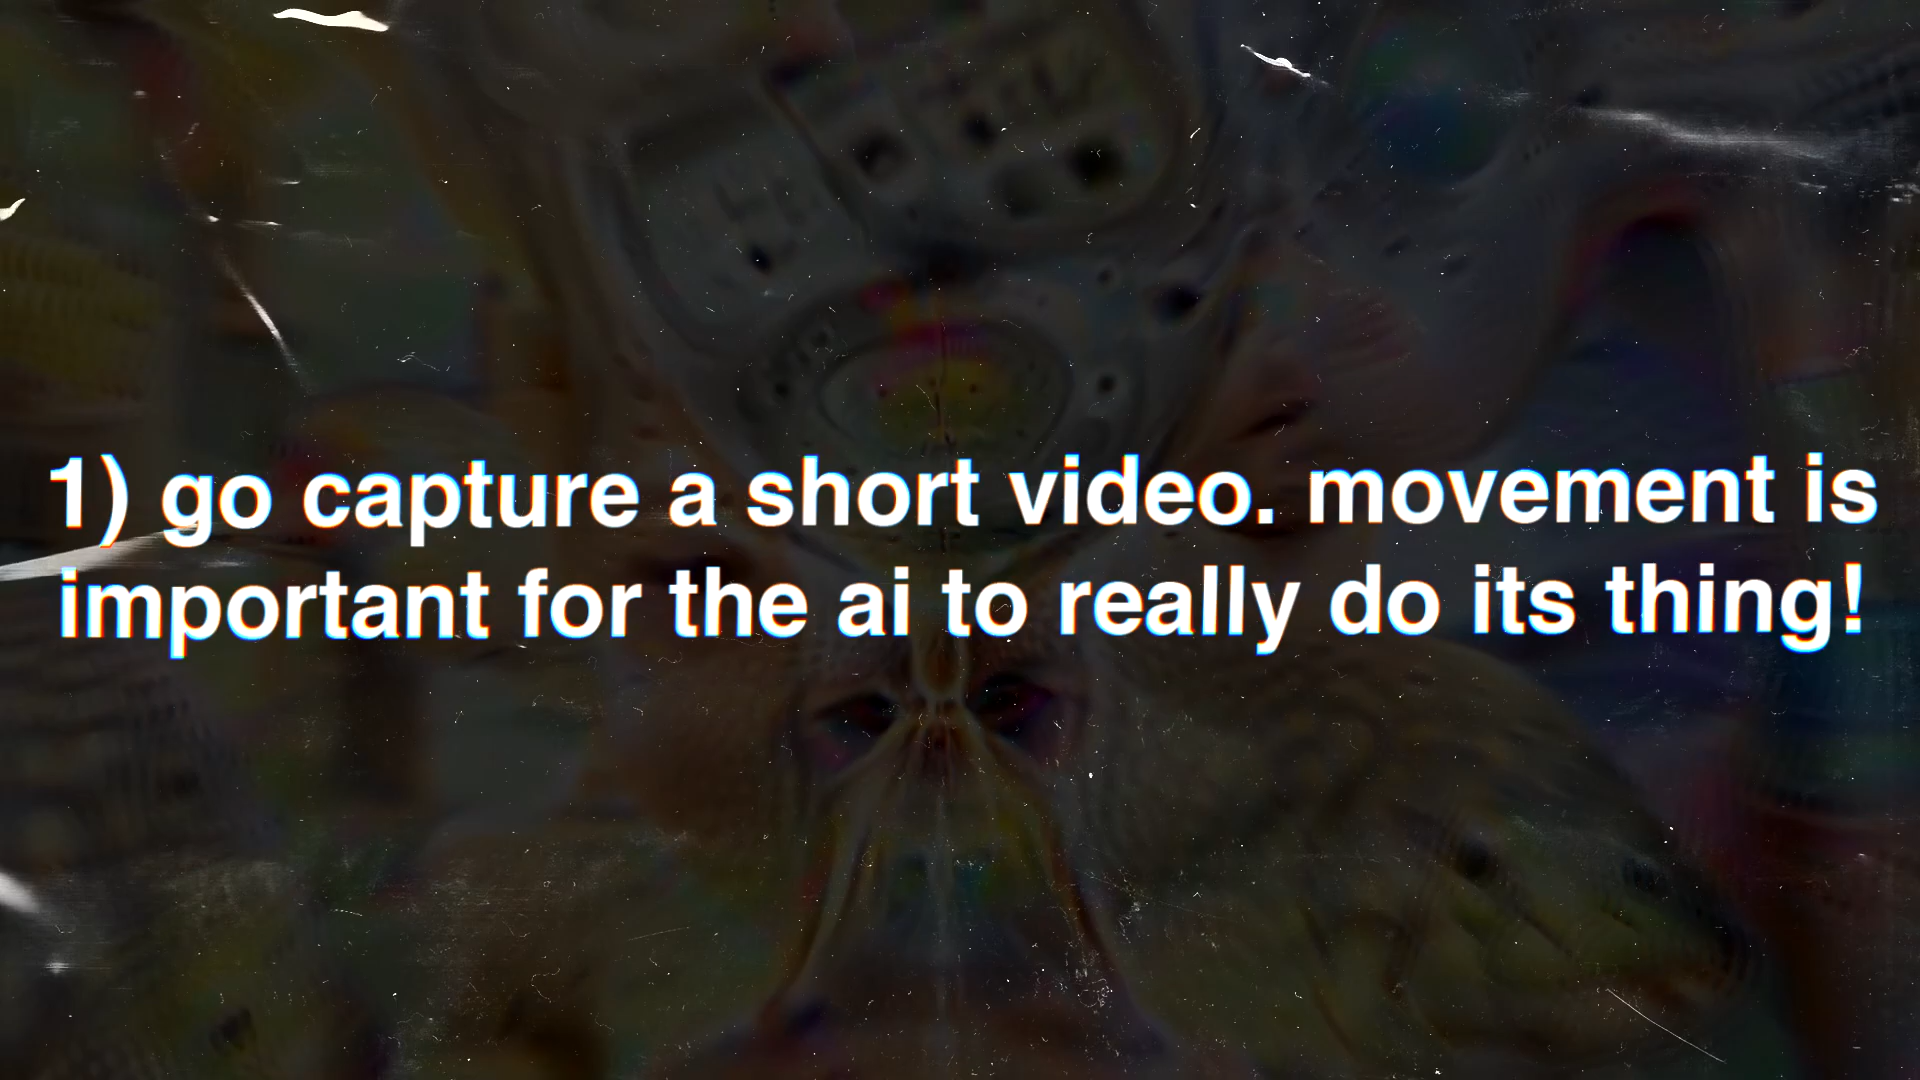 1) go capture a short video. movement is
important for the ai to really do its thing!